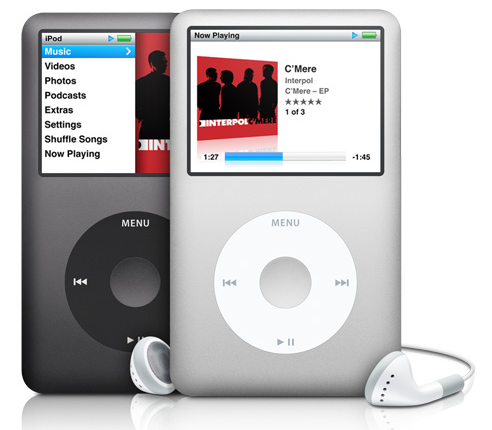 iPod
Music
Videos
Photos
Podcasts
Extras
Settings
Shuffle Songs
Now Playing
INTERPOL
MENU
Now Playing
C'Mere
Interpol
C'Mere – EP
1 of 3
INTERPOL C'MERE
1:27
-1:45
MENU